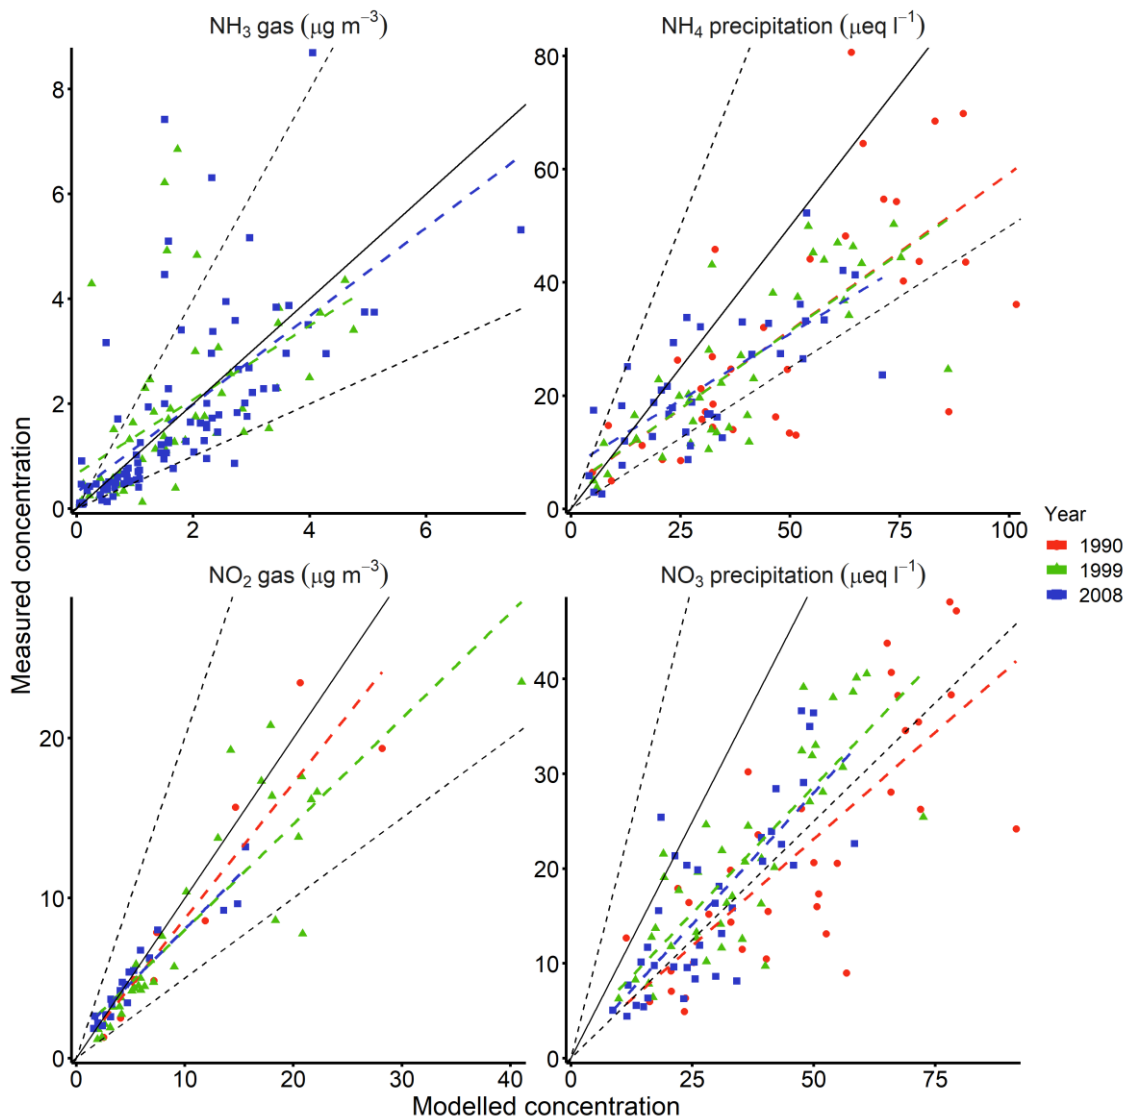 NH₃ gas (μg m⁻³)
NH₄ precipitation (μeq l⁻¹)
8
6
4
2
0
0 2 4 6
80
60
40
20
0
0 25 50 75 100
Measured concentration
Year
1990
1999
2008
NO₂ gas (μg m⁻³)
NO₃ precipitation (μeq l⁻¹)
20
10
0
0 10 20 30 40
40
30
20
10
0
0 25 50 75
Modelled concentration